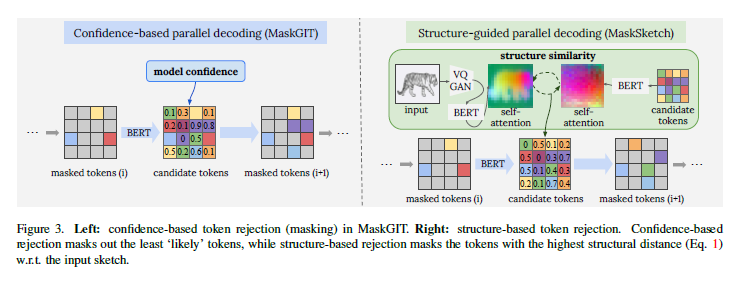 Confidence-based parallel decoding (MaskGIT)
model confidence
0.1 0.3 0.1
0.2 0.1 0.9 0.8
0 0.5
0.5 0.2 0.6 0.1
BERT
masked tokens (i)
candidate tokens
masked tokens (i+1)
...
...
Structure-guided parallel decoding (MaskSketch)
structure similarity
input
VQ
GAN
BERT
self-
attention
self-
attention
BERT
candidate
tokens
...
BERT
0 0.5 0.1 0.2
0.5 0 0.3 0.7
0.5 0.1 0.4 0.3
0.2 0.1 0.7 0.4
...
masked tokens (i)
candidate tokens
masked tokens (i+1)
Figure 3. Left: confidence-based token rejection (masking) in MaskGIT. Right: structure-based token rejection. Confidence-based
rejection masks out the least ‘likely’ tokens, while structure-based rejection masks the tokens with the highest structural distance (Eq. 1)
w.r.t. the input sketch.